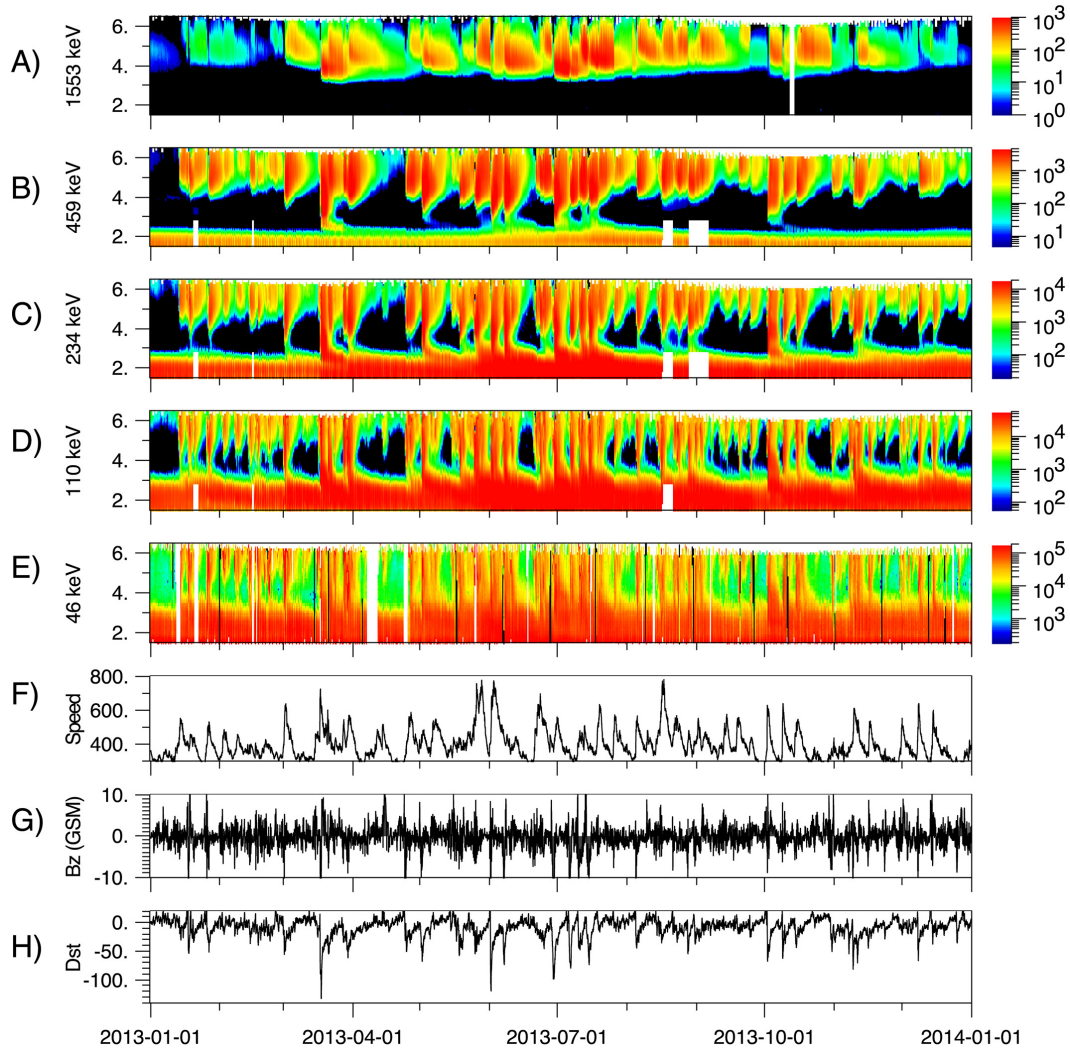 A)
1553 keV
6.
4.
2.
10^3
10^2
10^1
10^0
B)
459 keV
6.
4.
2.
10^3
10^2
10^1
C)
234 keV
6.
4.
2.
10^4
10^3
10^2
D)
110 keV
6.
4.
2.
10^4
10^3
10^2
E)
46 keV
6.
4.
2.
10^5
10^4
10^3
F)
Speed
800.
600.
400.
G)
Bz (GSM)
10.
0.
-10.
H)
Dst
0.
-50.
-100.
2013-01-01 2013-04-01 2013-07-01 2013-10-01 2014-01-01